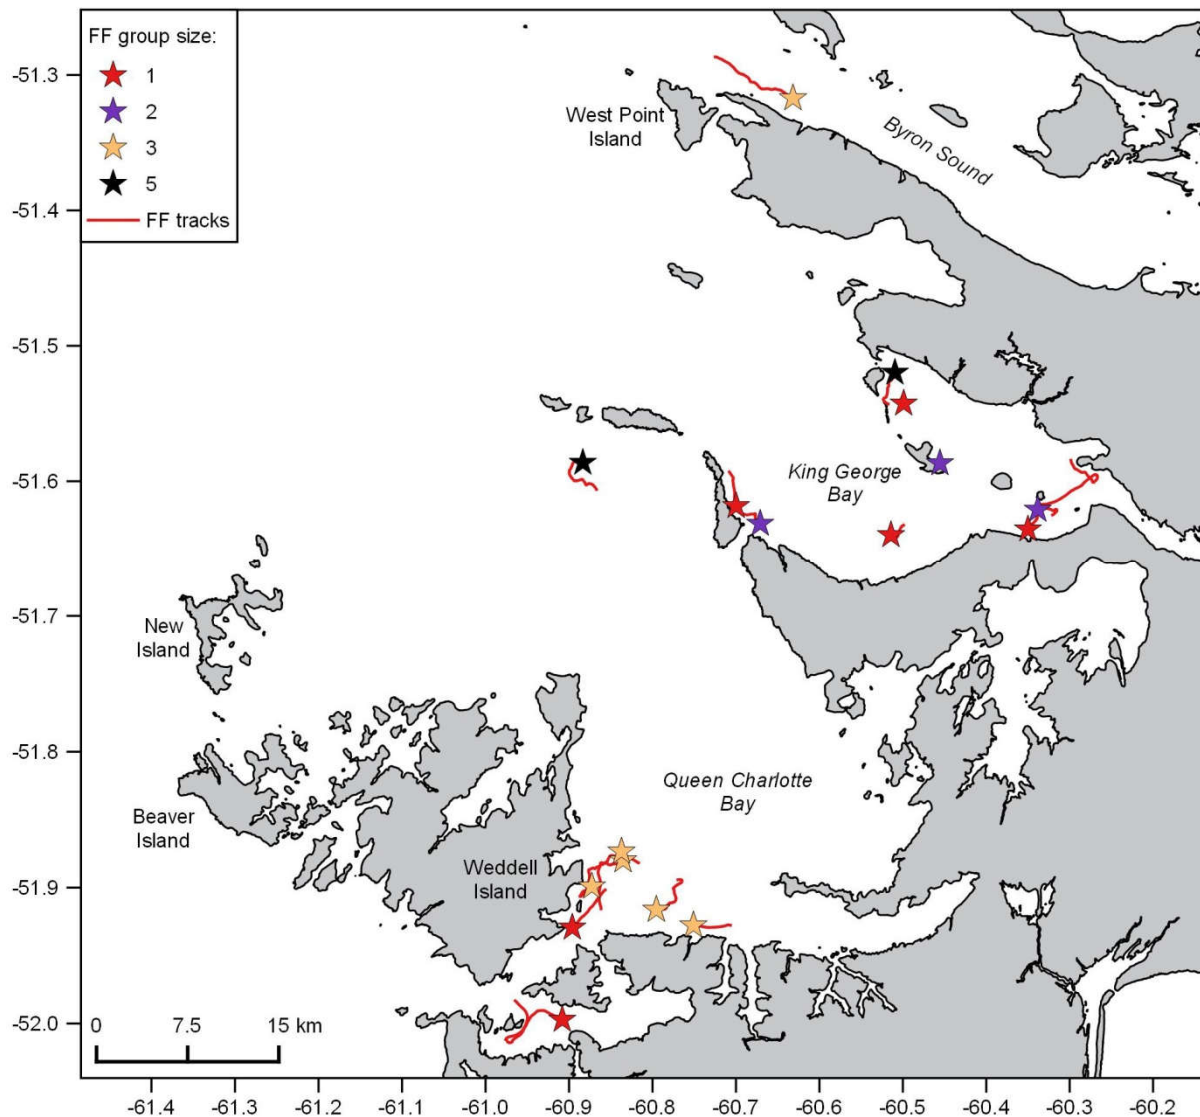 FF group size:
1
2
3
5
FF tracks
-51.3
-51.4
-51.5
-51.6
-51.7
-51.8
-51.9
-52.0
West Point
Island
Byron Sound
King George
Bay
New
Island
Queen Charlotte
Bay
Beaver
Island
Weddell
Island
0 7.5 15 km
-61.4 -61.3 -61.2 -61.1 -61.0 -60.9 -60.8 -60.7 -60.6 -60.5 -60.4 -60.3 -60.2